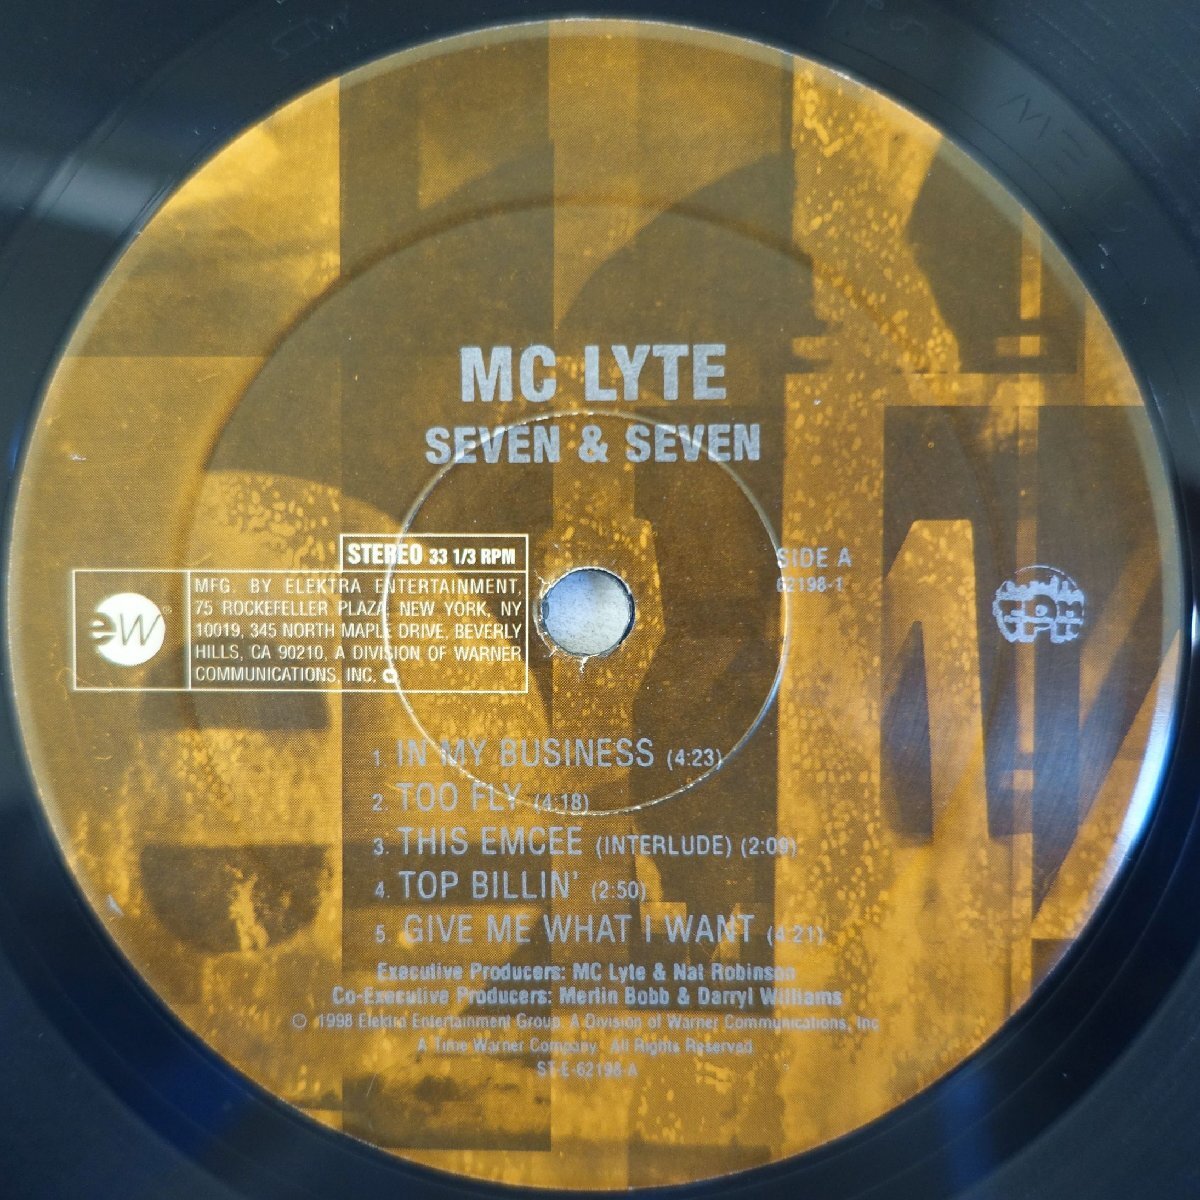 MC LYTE
SEVEN & SEVEN
STEREO 33 1/3 RPM
MFG. BY ELEKTRA ENTERTAINMENT,
75 ROCKEFELLER PLAZA, NEW YORK, NY
10019, 345 NORTH MAPLE DRIVE, BEVERLY
HILLS, CA 90210, A DIVISION OF WARNER
COMMUNICATIONS, INC.
EW ®
SIDE A
62198-1
1. IN MY BUSINESS (4:23)
2. TOO FLY (4:18)
3. THIS EMCEE (INTERLUDE) (2:09)
4. TOP BILLIN' (2:50)
5. GIVE ME WHAT I WANT (4:21)
Executive Producers: MC Lyte & Nat Robinson
Co-Executive Producers: Merlin Bobb & Darryl Williams
© 1998 Elektra Entertainment Group, A Division of Warner Communications, Inc
A Time Warner Company. All Rights Reserved.
ST-E-62198-A